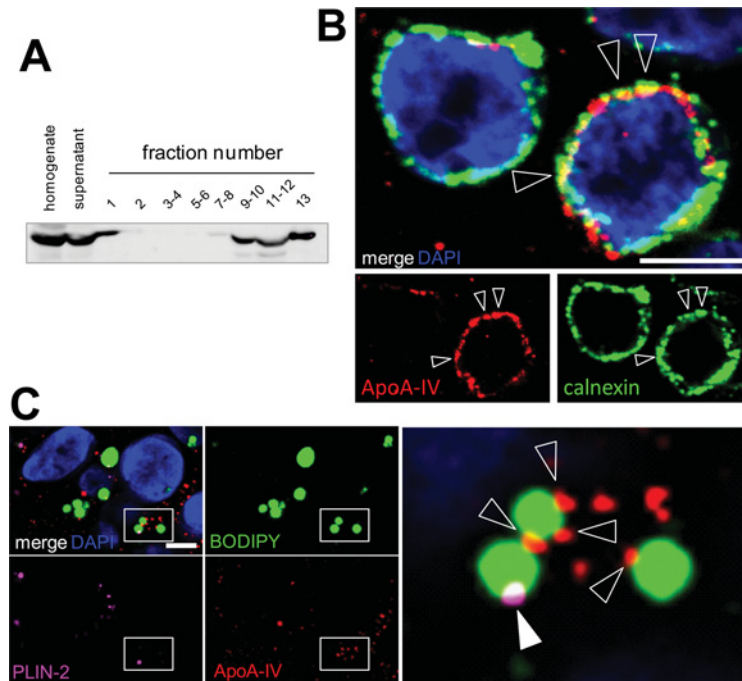 A
homogenate
supernatant
fraction number
1
2
3-4
5-6
7-8
9-10
11-12
13
B
merge DAPI
ApoA-IV
calnexin
C
merge DAPI
BODIPY
PLIN-2
ApoA-IV